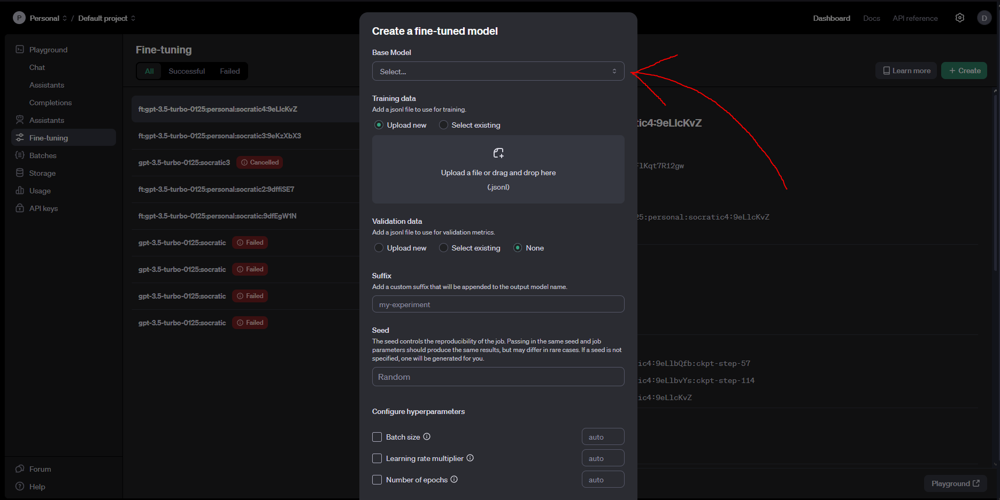 P Personal / Default project
Dashboard Docs API reference D
Playground
Chat
Assistants
Completions
Assistants
Fine-tuning
Batches
Storage
Usage
API keys
Forum
Help
Fine-tuning
All Successful Failed
Learn more + Create
ft:gpt-3.5-turbo-0125:personal:socratic4:9eLlcKvZ
ft:gpt-3.5-turbo-0125:personal:socratic3:9eKzXbX3
gpt-3.5-turbo-0125:socratic3 Cancelled
ft:gpt-3.5-turbo-0125:personal:socratic2:9dffiSE7
ft:gpt-3.5-turbo-0125:personal:socratic:9dfEgW1N
gpt-3.5-turbo-0125:socratic Failed
gpt-3.5-turbo-0125:socratic Failed
gpt-3.5-turbo-0125:socratic Failed
gpt-3.5-turbo-0125:socratic Failed
Create a fine-tuned model
Base Model
Select...
Training data
Add a jsonl file to use for training.
Upload new Select existing
Upload a file or drag and drop here
(.jsonl)
Validation data
Add a jsonl file to use for validation metrics.
Upload new Select existing None
Suffix
Add a custom suffix that will be appended to the output model name.
my-experiment
Seed
The seed controls the reproducibility of the job. Passing in the same seed and job
parameters should produce the same results, but may differ in rare cases. If a seed is not
specified, one will be generated for you.
Random
Configure hyperparameters
Batch size auto
Learning rate multiplier auto
Number of epochs auto
tic4:9eLlcKvZ
FlKqt7R12gw
25:personal:socratic4:9eLlcKvZ
ic4:9eLlbQfb:ckpt-step-57
ic4:9eLlbvYs:ckpt-step-114
ic4:9eLlcKvZ
Playground